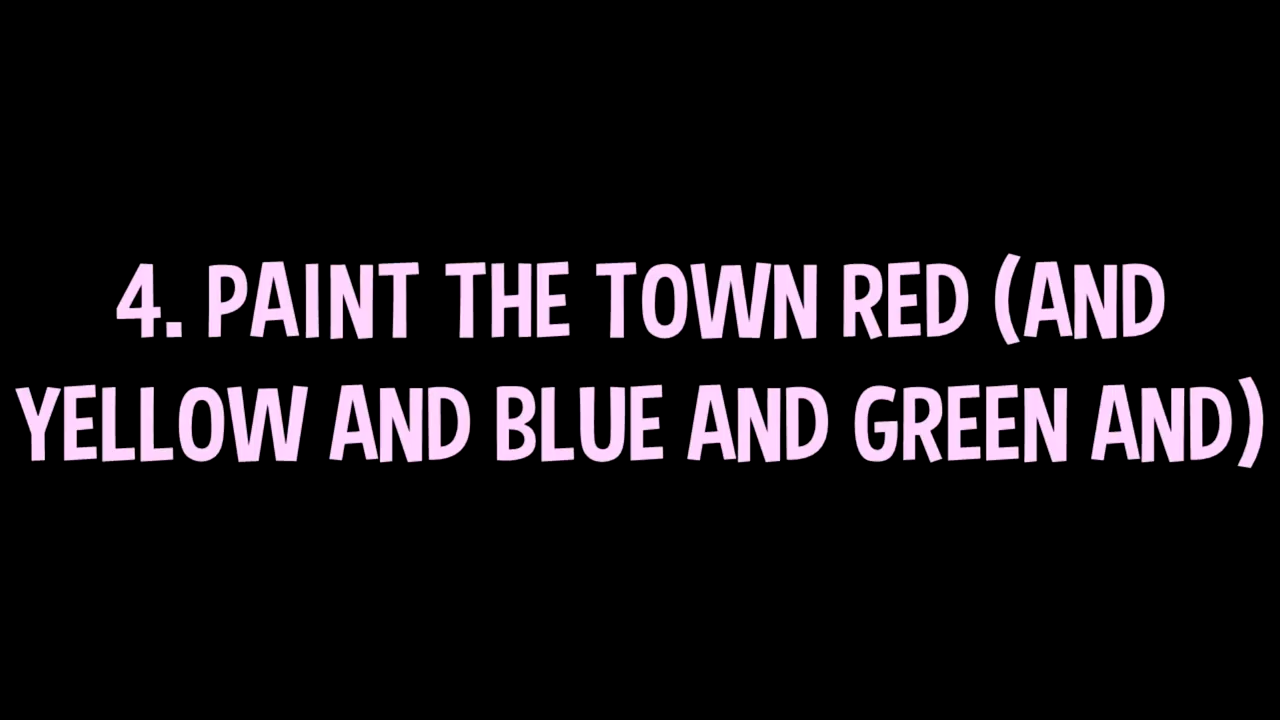 4. PAINT THE TOWN RED (AND
YELLOW AND BLUE AND GREEN AND)